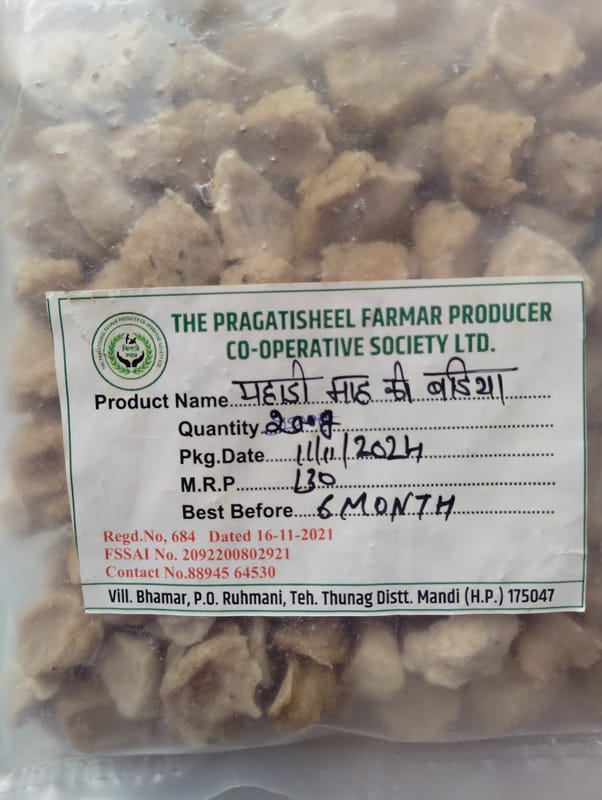 THE PRAGATISHEEL FARMAR PRODUCER
CO-OPERATIVE SOCIETY LTD.
Product Name..पहाडी माह की बडिया
Quantity..200g
Pkg.Date.....11/11/2024
M.R.P.........130
Best Before....6 MONTH
Regd.No, 684 Dated 16-11-2021
FSSAI No. 2092200802921
Contact No.88945 64530
Vill. Bhamar, P.O. Ruhmani, Teh. Thunag Distt. Mandi (H.P.) 175047